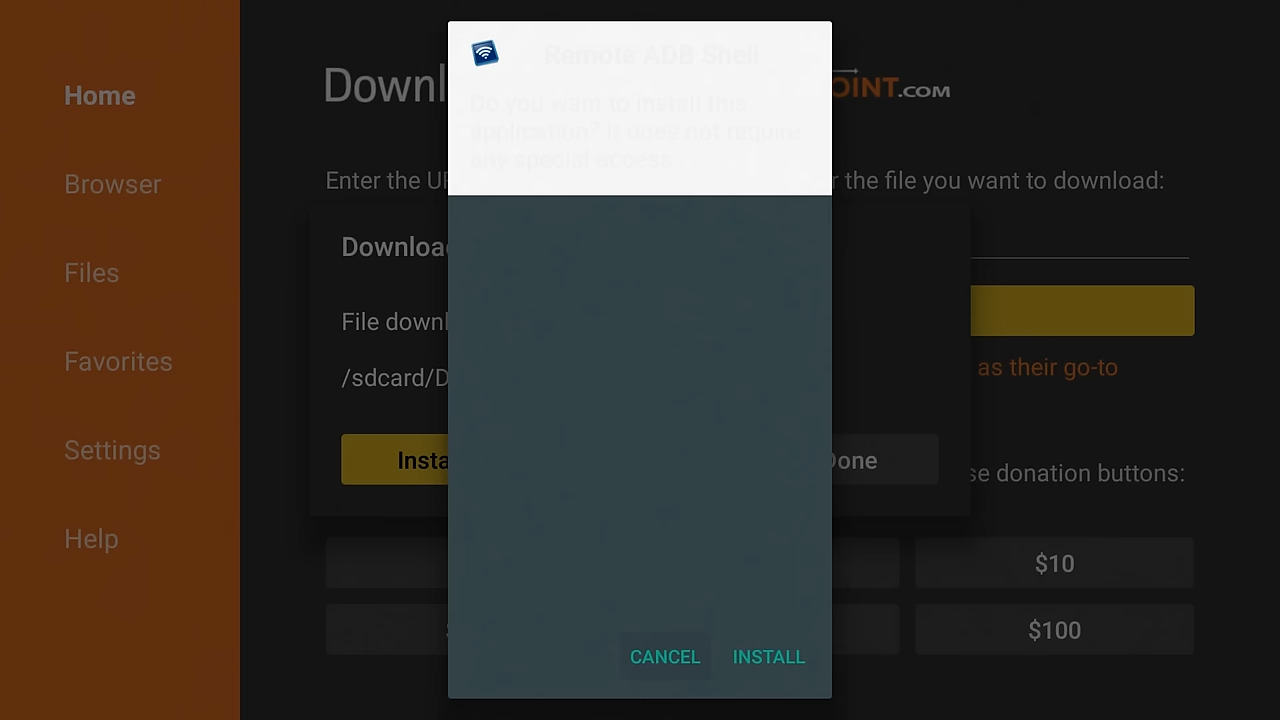 Home
Browser
Files
Favorites
Settings
Help
Downl
OINT.COM
Enter the U
r the file you want to download:
Downloa
File downl
/sdcard/D
Insta
Done
as their go-to
se donation buttons:
$10
$100
Remote ADB Shell
Do you want to install this
application? It does not require
any special access.
CANCEL
INSTALL